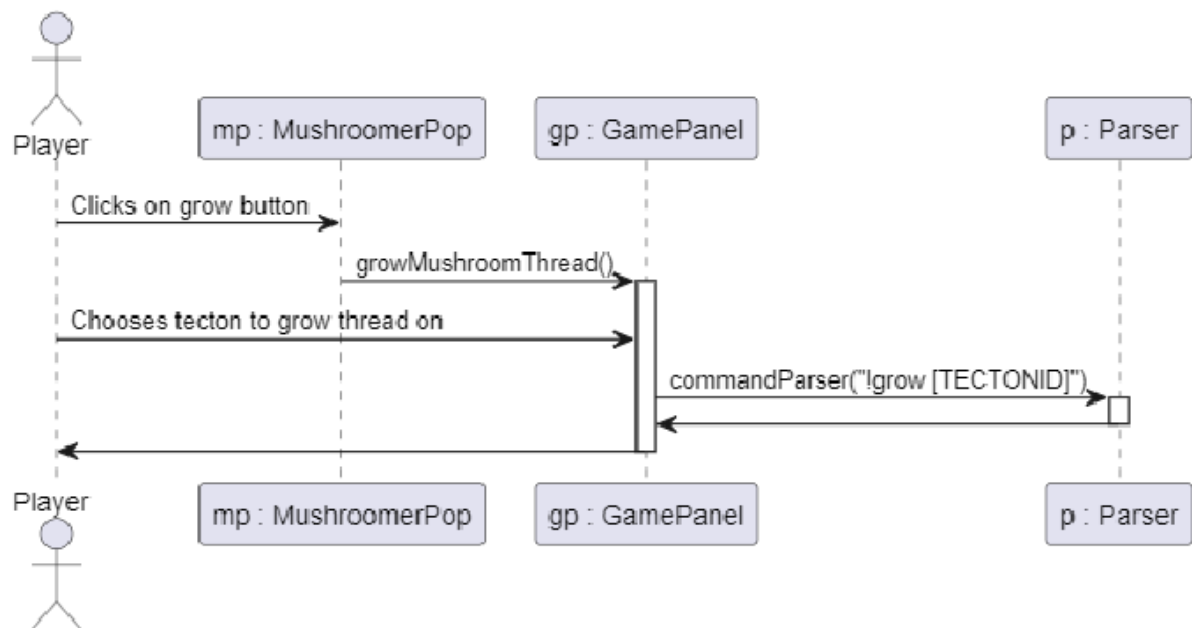 Player
mp : MushroomerPop
gp : GamePanel
p : Parser
Clicks on grow button
growMushroomThread()
Chooses tecton to grow thread on
commandParser("!grow [TECTONID]")
Player
mp : MushroomerPop
gp : GamePanel
p : Parser